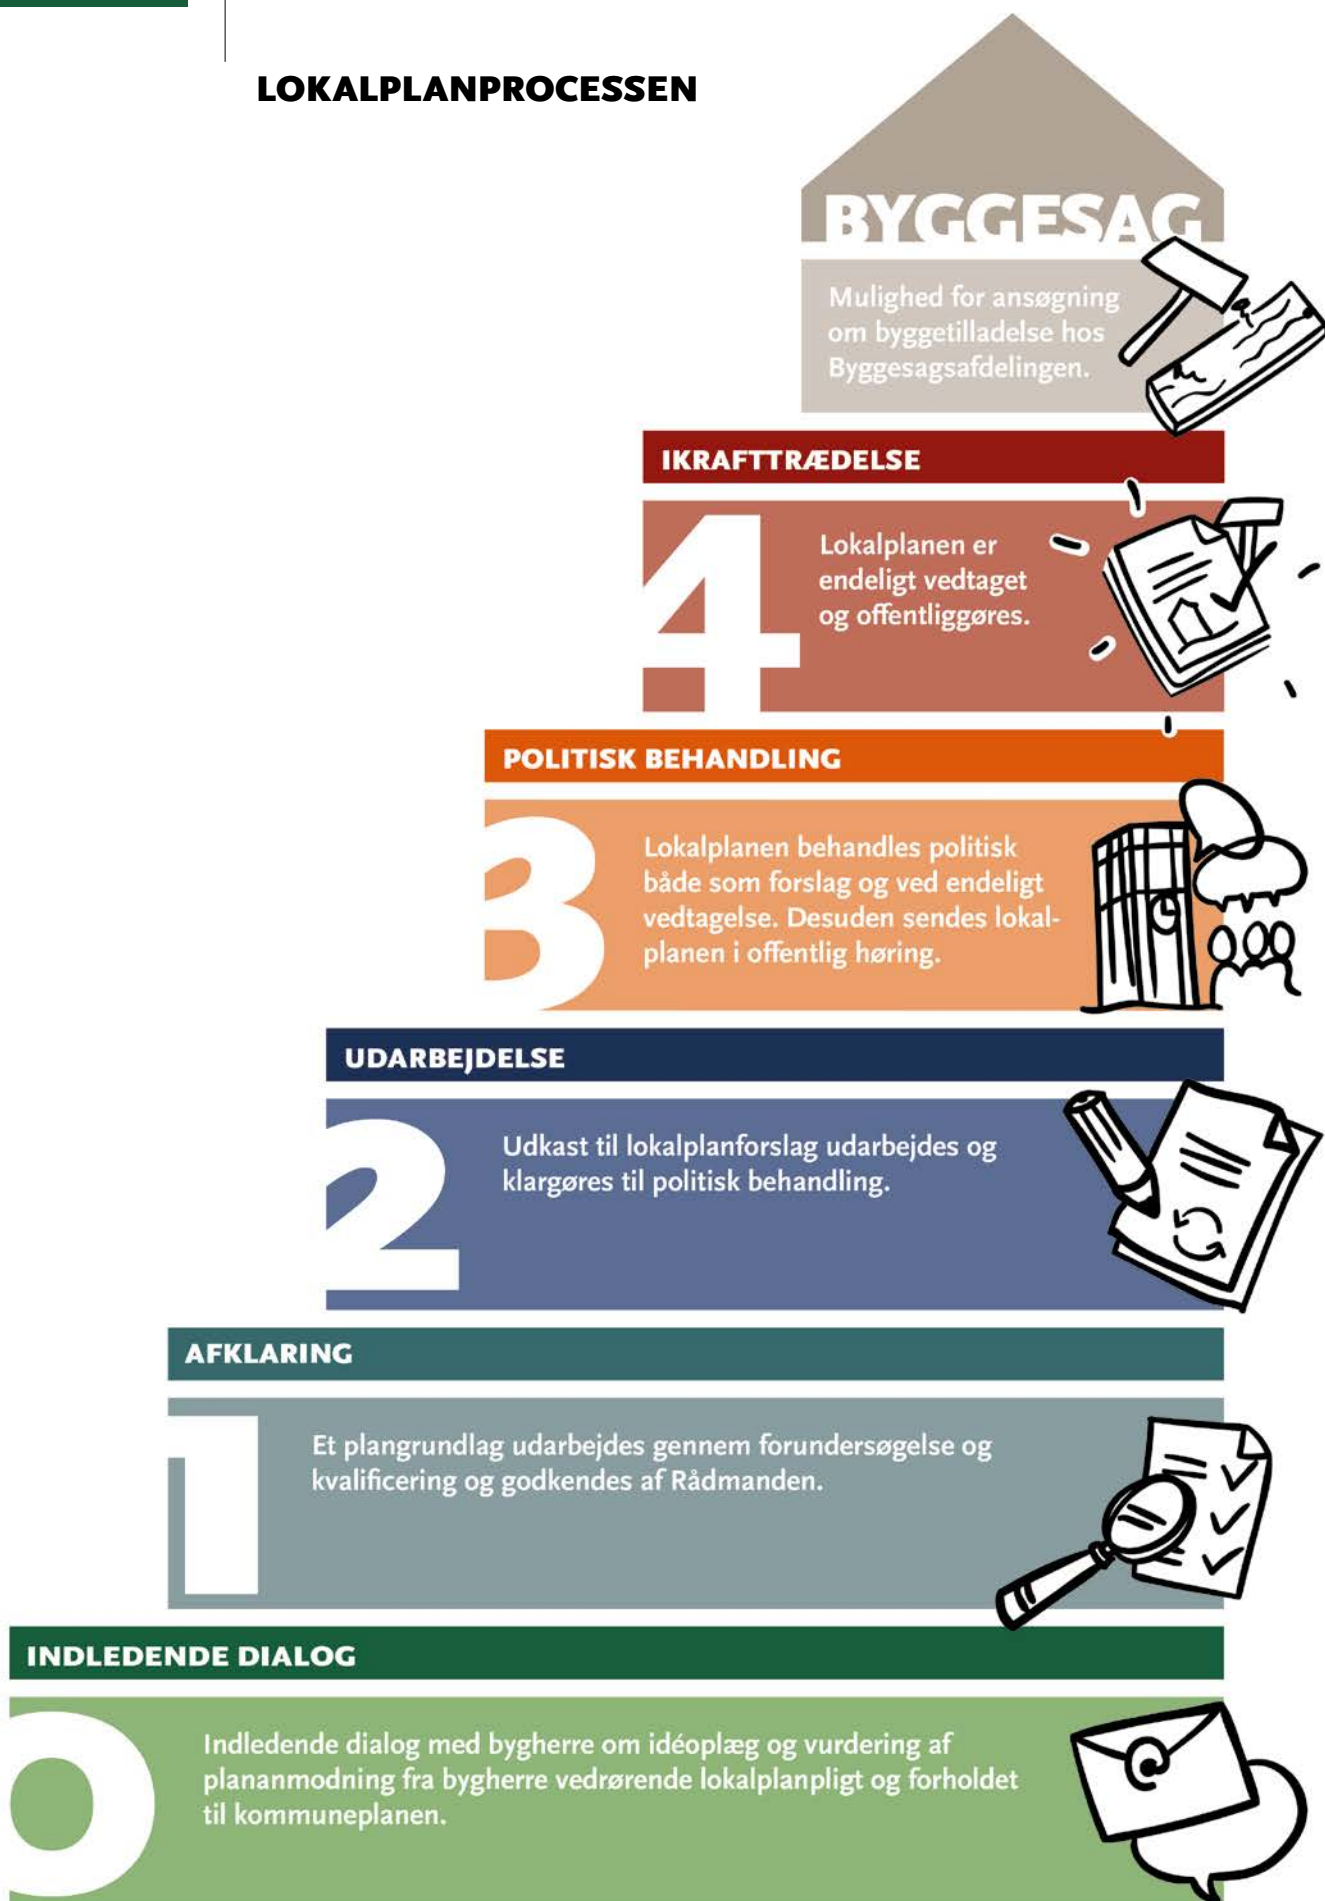 LOKALPLANPROCESSEN
BYGGESAG
Mulighed for ansøgning
om byggetilladelse hos
Byggesagsafdelingen.
IKRAFTTRÆDELSE
4
Lokalplanen er
endeligt vedtaget
og offentliggøres.
POLITISK BEHANDLING
3
Lokalplanen behandles politisk
både som forslag og ved endeligt
vedtagelse. Desuden sendes lokal-
planen i offentlig høring.
UDARBEJDELSE
2
Udkast til lokalplanforslag udarbejdes og
klargøres til politisk behandling.
AFKLARING
1
Et plangrundlag udarbejdes gennem forundersøgelse og
kvalificering og godkendes af Rådmanden.
INDLEDENDE DIALOG
0
Indledende dialog med bygherre om idéoplæg og vurdering af
plananmodning fra bygherre vedrørende lokalplanpligt og forholdet
til kommuneplanen.